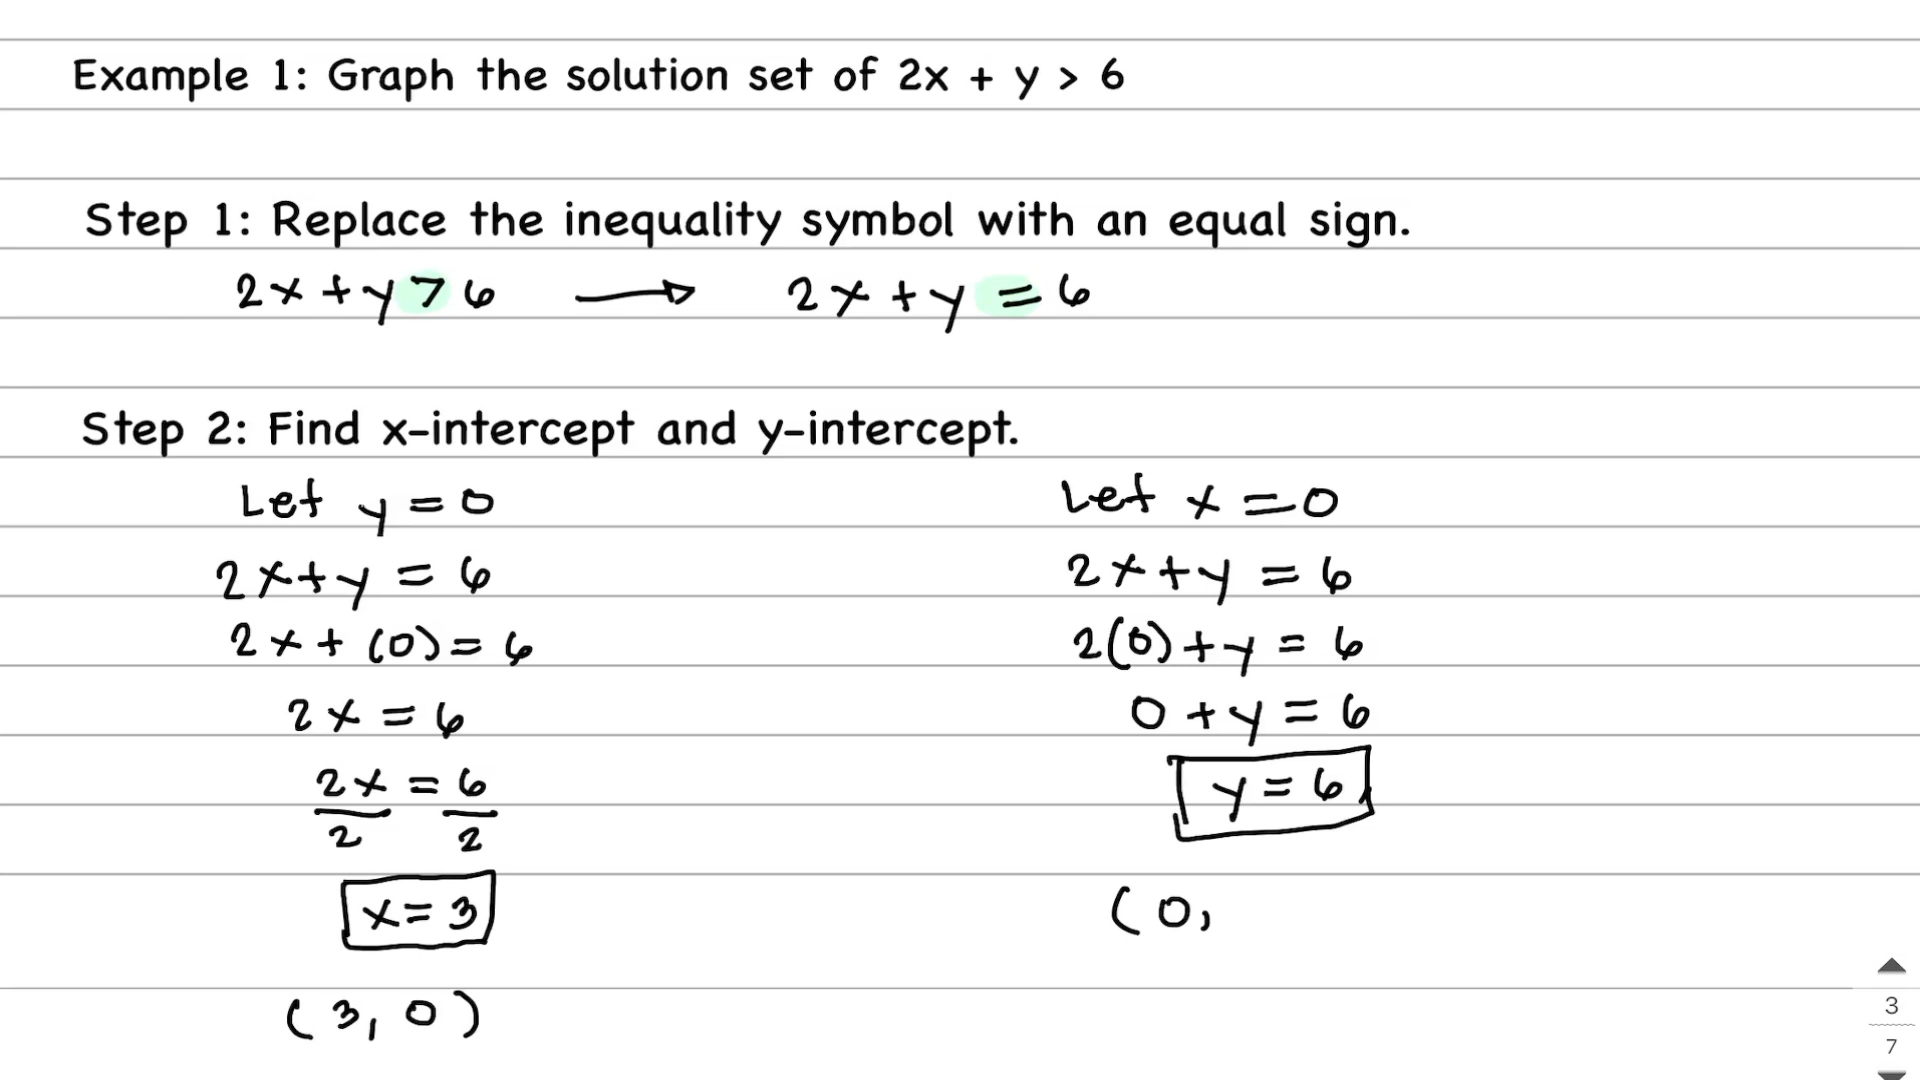 Example 1: Graph the solution set of 2x + y > 6
Step 1: Replace the inequality symbol with an equal sign.
2x + y > 6 → 2x + y = 6
Step 2: Find x-intercept and y-intercept.
Let y = 0
2x + y = 6
2x + (0) = 6
2x = 6
2x = 6
2 2
x = 3
(3, 0)
Let x = 0
2x + y = 6
2(0) + y = 6
0 + y = 6
y = 6
(0,
3
7